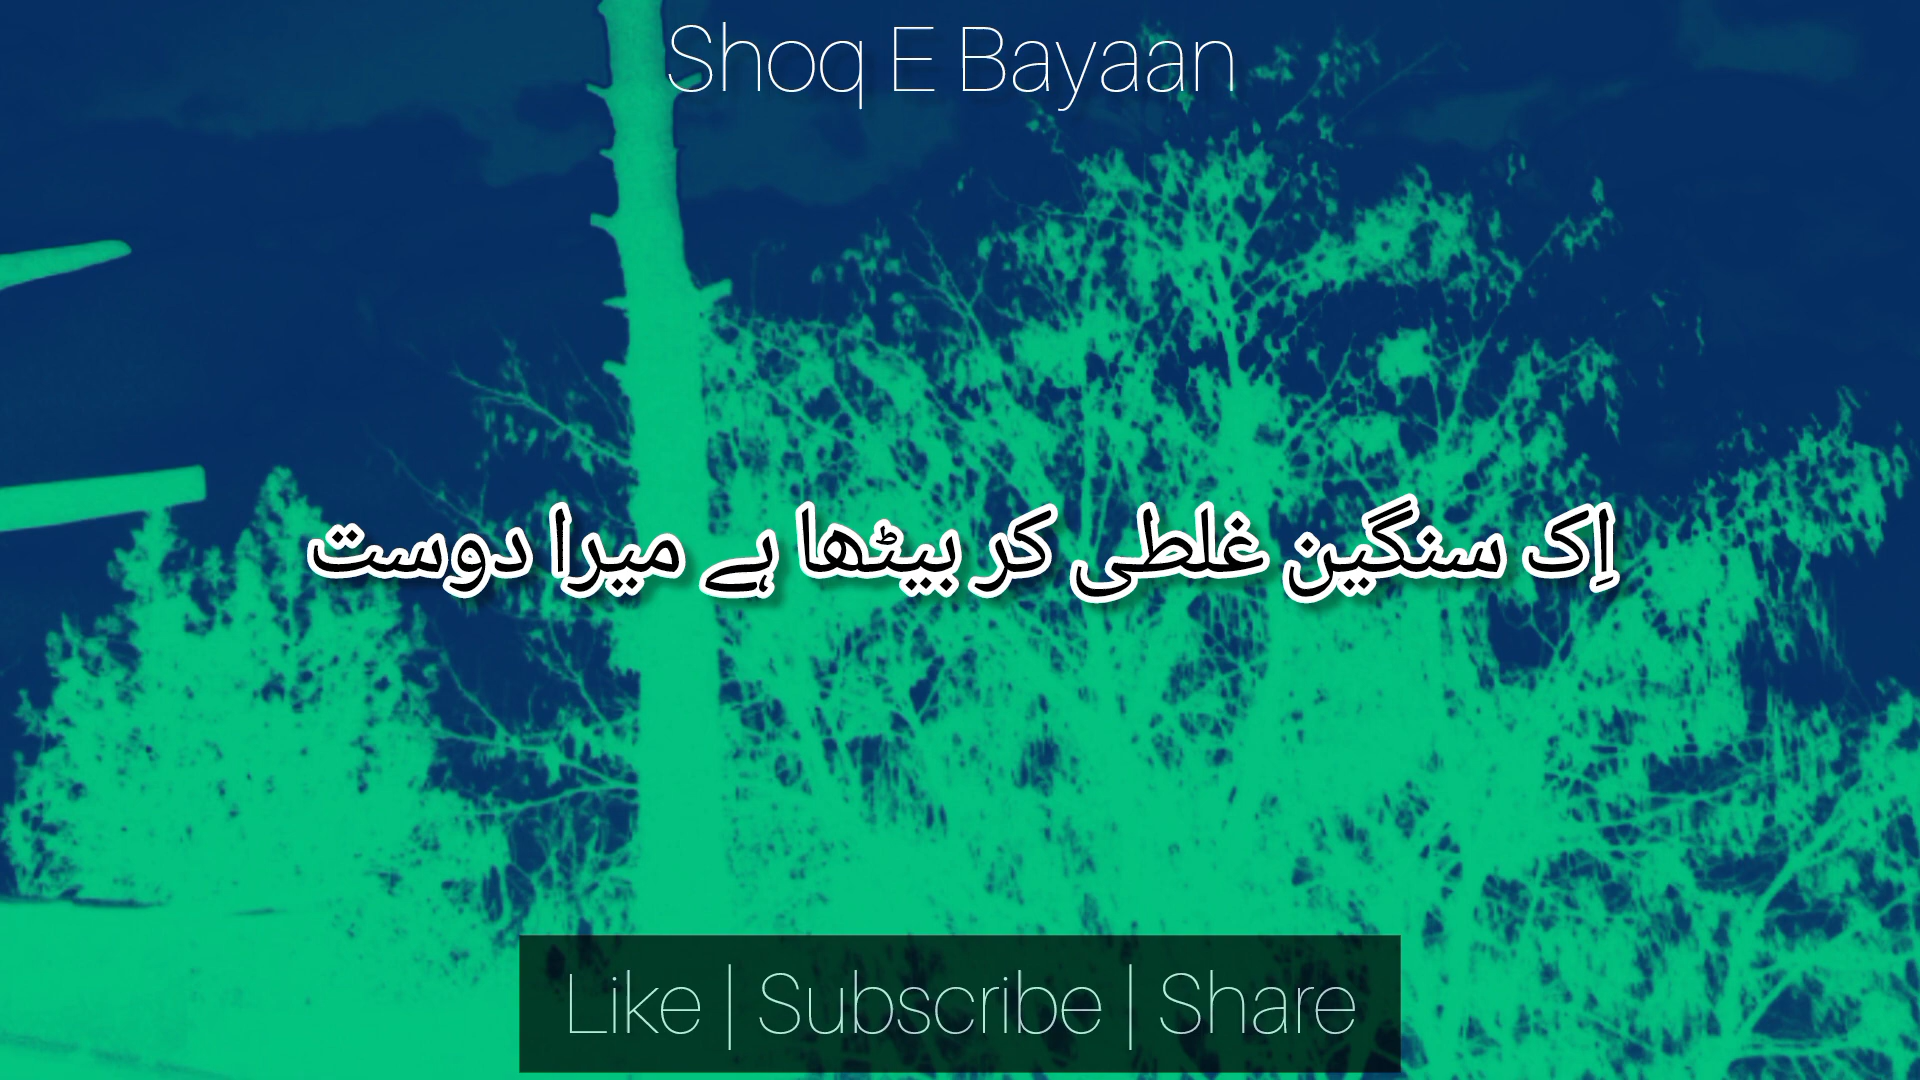 Shoq E Bayaan
اِک سنگین غلطی کر بیٹھا ہے میرا دوست
Like | Subscribe | Share